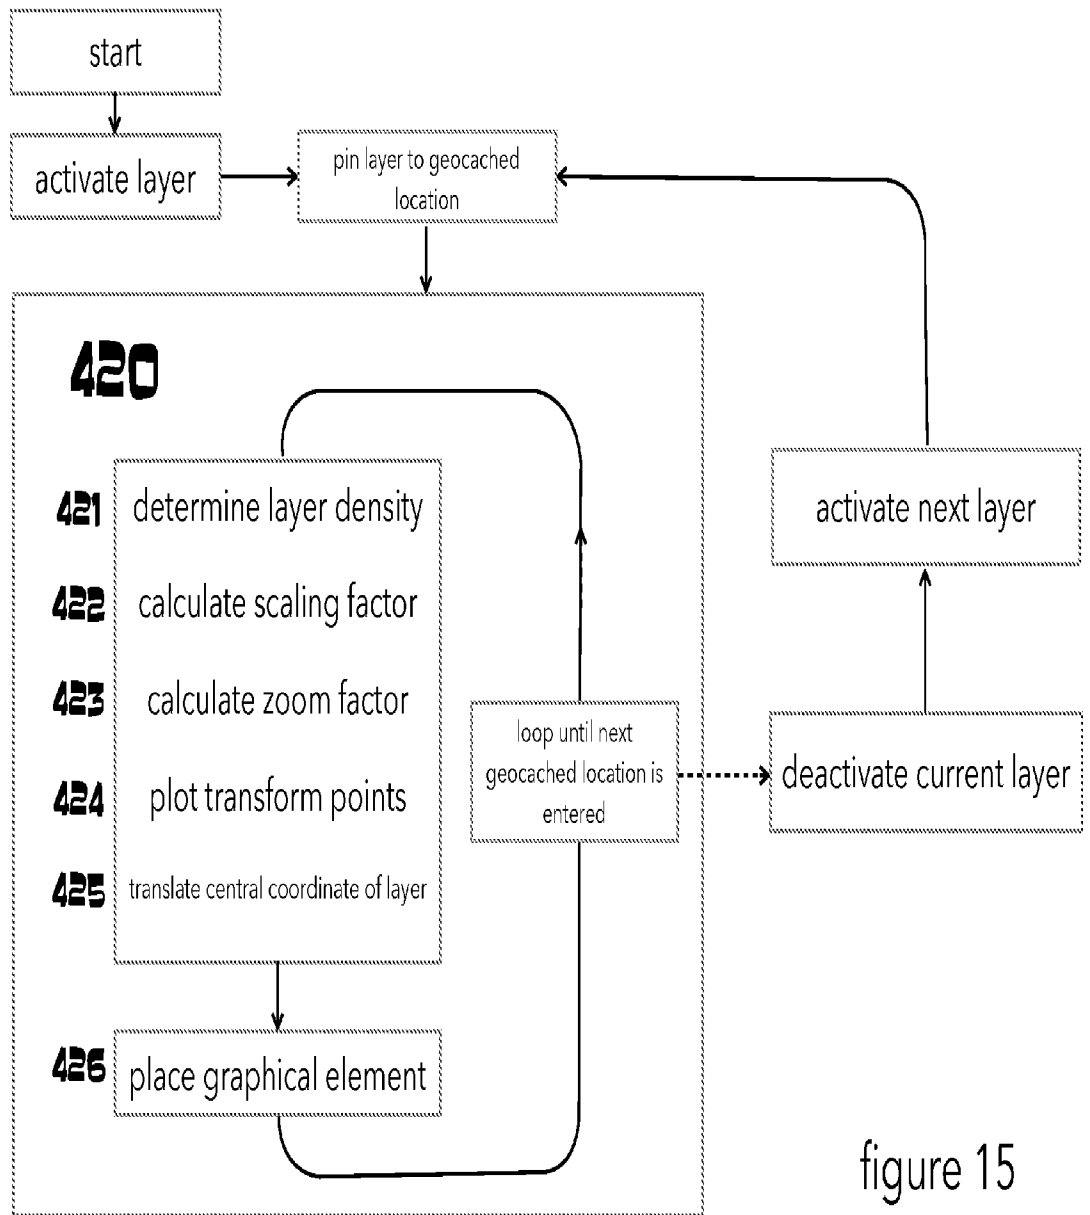 start
activate layer
pin layer to geocached
location
420
421 determine layer density
422 calculate scaling factor
423 calculate zoom factor
424 plot transform points
425 translate central coordinate of layer
426 place graphical element
loop until next
geocached location is
entered
deactivate current layer
activate next layer
figure 15